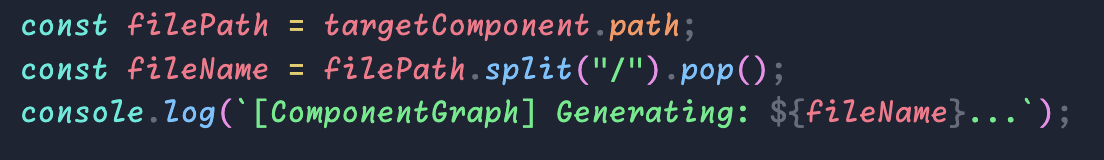 const filePath = targetComponent.path;
const fileName = filePath.split("/").pop();
console.log(`[ComponentGraph] Generating: ${fileName}...`);